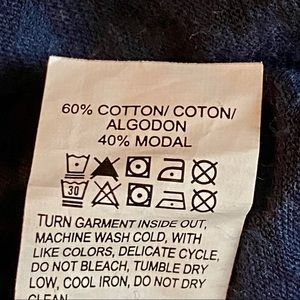 60% COTTON/ COTON/
ALGODON
40% MODAL
30
TURN GARMENT INSIDE OUT,
MACHINE WASH COLD, WITH
LIKE COLORS, DELICATE CYCLE,
DO NOT BLEACH, TUMBLE DRY
LOW, COOL IRON, DO NOT DRY
CLEAN